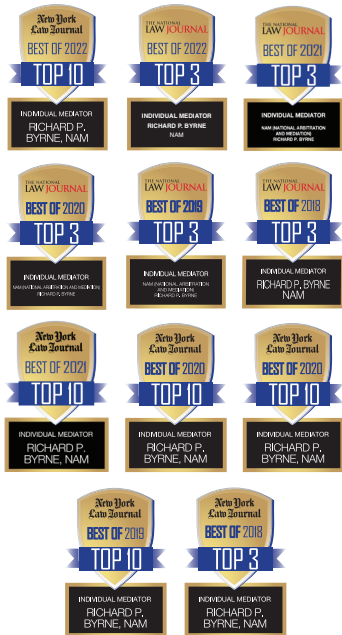 New York
Law Journal
BEST OF 2022
TOP 10
INDIVIDUAL MEDIATOR
RICHARD P.
BYRNE, NAM
THE NATIONAL
LAW JOURNAL
BEST OF 2022
TOP 3
INDIVIDUAL MEDIATOR
RICHARD P. BYRNE
NAM
THE NATIONAL
LAW JOURNAL
BEST OF 2021
TOP 3
INDIVIDUAL MEDIATOR
NAM (NATIONAL ARBITRATION
AND MEDIATION)
RICHARD P. BYRNE
THE NATIONAL
LAW JOURNAL
BEST OF 2020
TOP 3
INDIVIDUAL MEDIATOR
NAM (NATIONAL ARBITRATION AND MEDIATION)
RICHARD P. BYRNE
THE NATIONAL
LAW JOURNAL
BEST OF 2019
TOP 3
INDIVIDUAL MEDIATOR
NAM (NATIONAL ARBITRATION
AND MEDIATION)
RICHARD P. BYRNE
THE NATIONAL
LAW JOURNAL
BEST OF 2018
TOP 3
INDIVIDUAL MEDIATOR
RICHARD P. BYRNE
NAM
New York
Law Journal
BEST OF 2021
TOP 10
INDIVIDUAL MEDIATOR
RICHARD P.
BYRNE, NAM
New York
Law Journal
BEST OF 2020
TOP 10
INDIVIDUAL MEDIATOR
RICHARD P.
BYRNE, NAM
New York
Law Journal
BEST OF 2020
TOP 10
INDIVIDUAL MEDIATOR
RICHARD P.
BYRNE, NAM
New York
Law Journal
BEST OF 2019
TOP 10
INDIVIDUAL MEDIATOR
RICHARD P.
BYRNE, NAM
New York
Law Journal
BEST OF 2018
TOP 3
INDIVIDUAL MEDIATOR
RICHARD P.
BYRNE, NAM